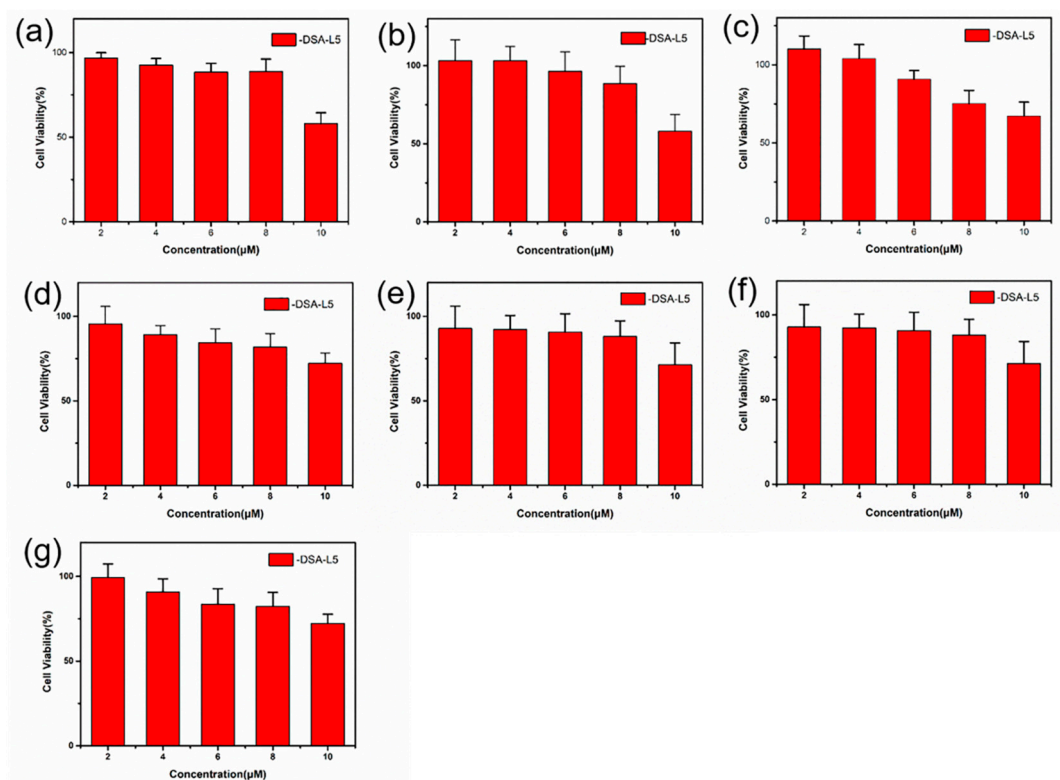 (a)
-DSA-L5
100
50
0
Cell Viability(%)
2 4 6 8 10
Concentration(µM)
(b)
-DSA-L5
100
50
0
Cell Viability(%)
2 4 6 8 10
Concentration(µM)
(c)
-DSA-L5
100
50
0
Cell Viability(%)
2 4 6 8 10
Concentration(µM)
(d)
-DSA-L5
100
50
0
Cell Viability(%)
2 4 6 8 10
Concentration(µM)
(e)
-DSA-L5
100
50
0
Cell Viability(%)
2 4 6 8 10
Concentration(µM)
(f)
-DSA-L5
100
50
0
Cell Viability(%)
2 4 6 8 10
Concentration(µM)
(g)
-DSA-L5
100
50
0
Cell Viability(%)
2 4 6 8 10
Concentration(µM)